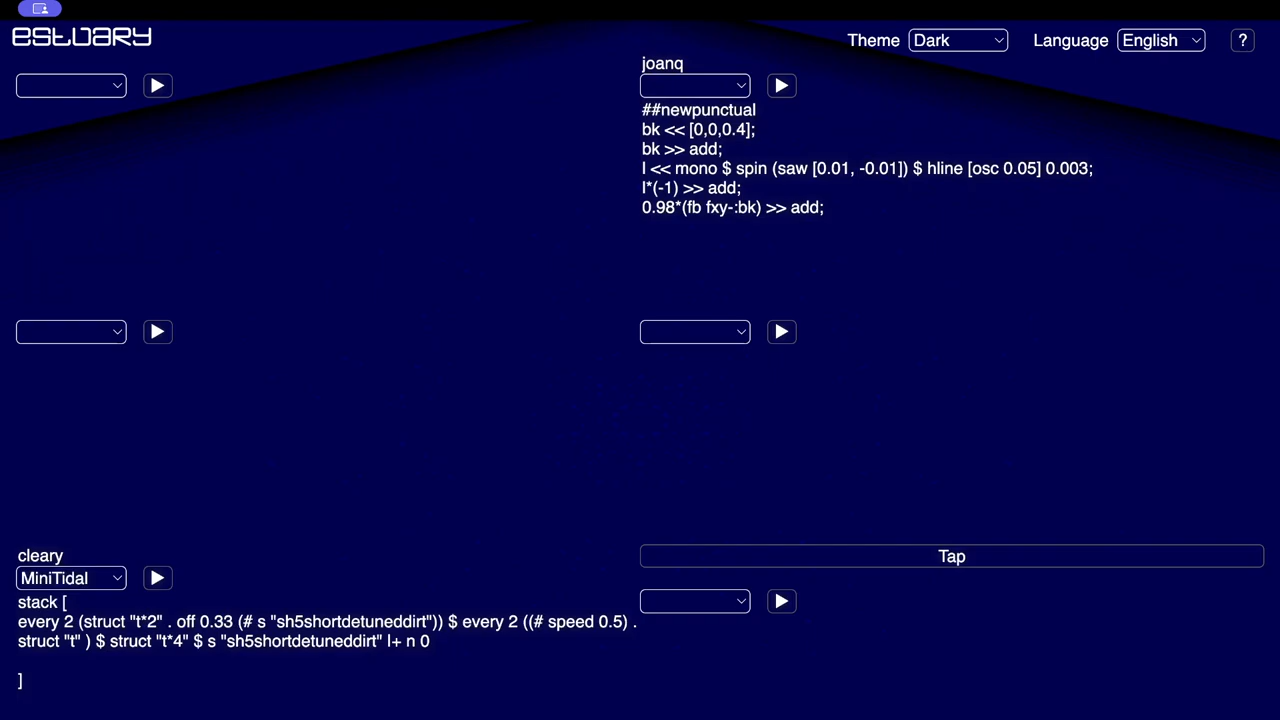 estuary
Theme Dark Language English ?
joanq
##newpunctual
bk << [0,0,0.4];
bk >> add;
l << mono $ spin (saw [0.01, -0.01]) $ hline [osc 0.05] 0.003;
l*(-1) >> add;
0.98*(fb fxy-:bk) >> add;
cleary
MiniTidal
stack [
every 2 (struct "t*2" . off 0.33 (# s "sh5shortdetuneddirt")) $ every 2 ((# speed 0.5) .
struct "t" ) $ struct "t*4" $ s "sh5shortdetuneddirt" |+ n 0
]
Tap